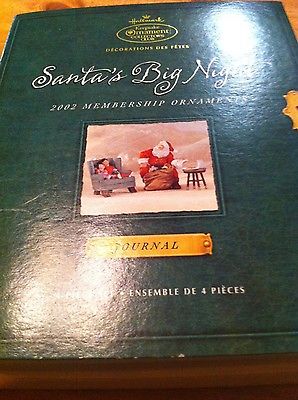 Hallmark
Keepsake
Ornament
COLLECTOR'S
CLUB
DÉCORATIONS DES FÊTES
Santa's Big Night
2002 MEMBERSHIP ORNAMENTS
JOURNAL
• ENSEMBLE DE 4 PIÈCES